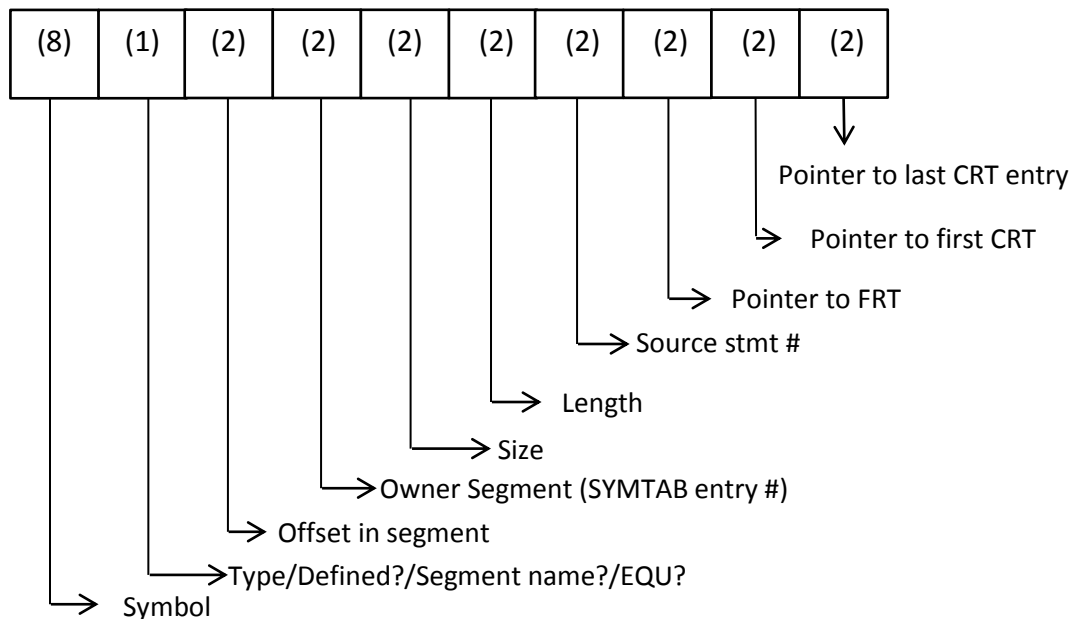 (8) (1) (2) (2) (2) (2) (2) (2) (2) (2)
Pointer to last CRT entry
Pointer to first CRT
Pointer to FRT
Source stmt #
Length
Size
Owner Segment (SYMTAB entry #)
Offset in segment
Type/Defined?/Segment name?/EQU?
Symbol